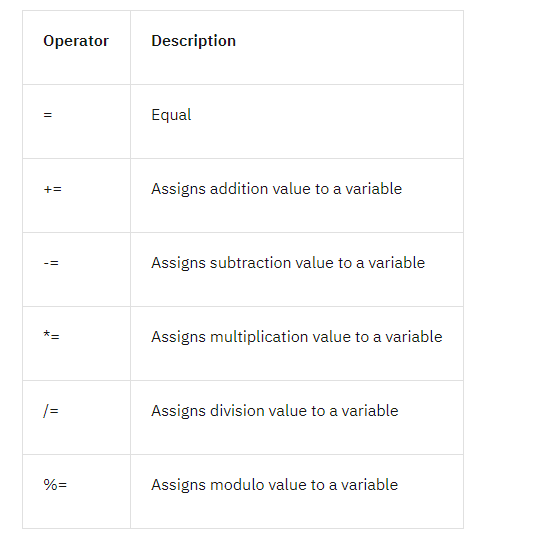 Operator Description
= Equal
+= Assigns addition value to a variable
-= Assigns subtraction value to a variable
*= Assigns multiplication value to a variable
/= Assigns division value to a variable
%= Assigns modulo value to a variable